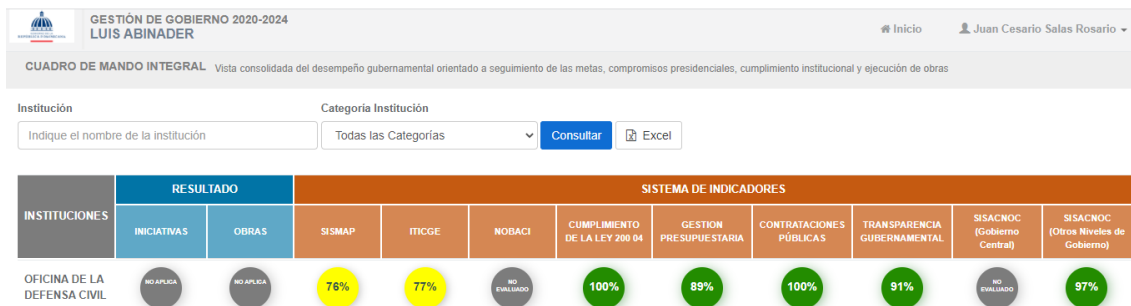 GESTIÓN DE GOBIERNO 2020-2024
LUIS ABINADER
Inicio
Juan Cesario Salas Rosario
CUADRO DE MANDO INTEGRAL Vista consolidada del desempeño gubernamental orientado a seguimiento de las metas, compromisos presidenciales, cumplimiento institucional y ejecución de obras
Institución Categoría Institución
Indique el nombre de la institución Todas las Categorías Consultar Excel
INSTITUCIONES RESULTADO SISTEMA DE INDICADORES
INICIATIVAS
OBRAS
SISMAP
ITICGE
NOBACI
CUMPLIMIENTO
DE LA LEY 200 04
GESTION
PRESUPUESTARIA
CONTRATACIONES
PÚBLICAS
TRANSPARENCIA
GUBERNAMENTAL
SISACNOC
(Gobierno
Central)
SISACNOC
(Otros Niveles de
Gobierno)
OFICINA DE LA
DEFENSA CIVIL
NO APLICA
NO APLICA
76%
77%
NO
EVALUADO
100%
89%
100%
91%
NO
EVALUADO
97%